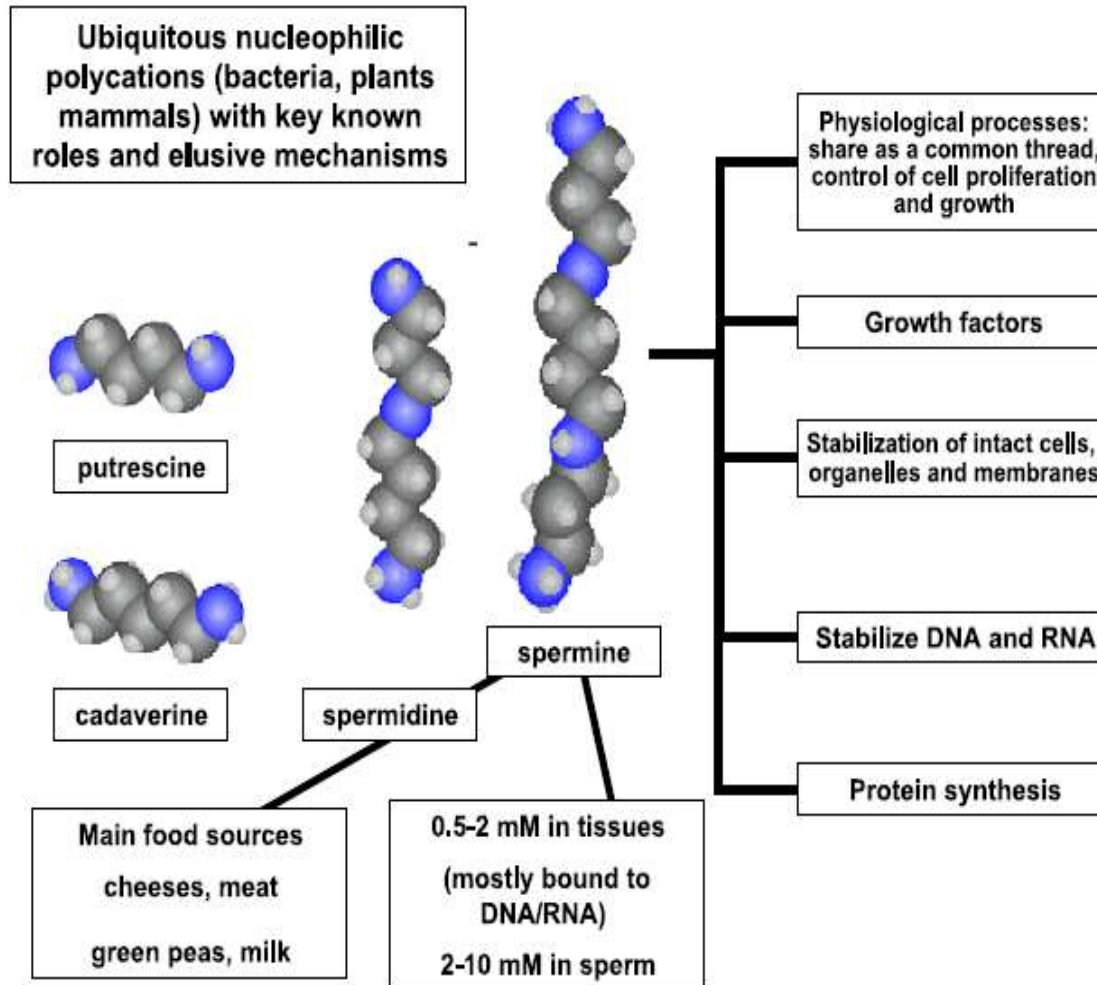 Ubiquitous nucleophilic
polycations (bacteria, plants
mammals) with key known
roles and elusive mechanisms
Physiological processes:
share as a common thread,
control of cell proliferation
and growth
-
Growth factors
putrescine
Stabilization of intact cells,
organelles and membranes
Stabilize DNA and RNA
cadaverine
spermidine
spermine
Protein synthesis
Main food sources
cheeses, meat
green peas, milk
0.5-2 mM in tissues
(mostly bound to
DNA/RNA)
2-10 mM in sperm